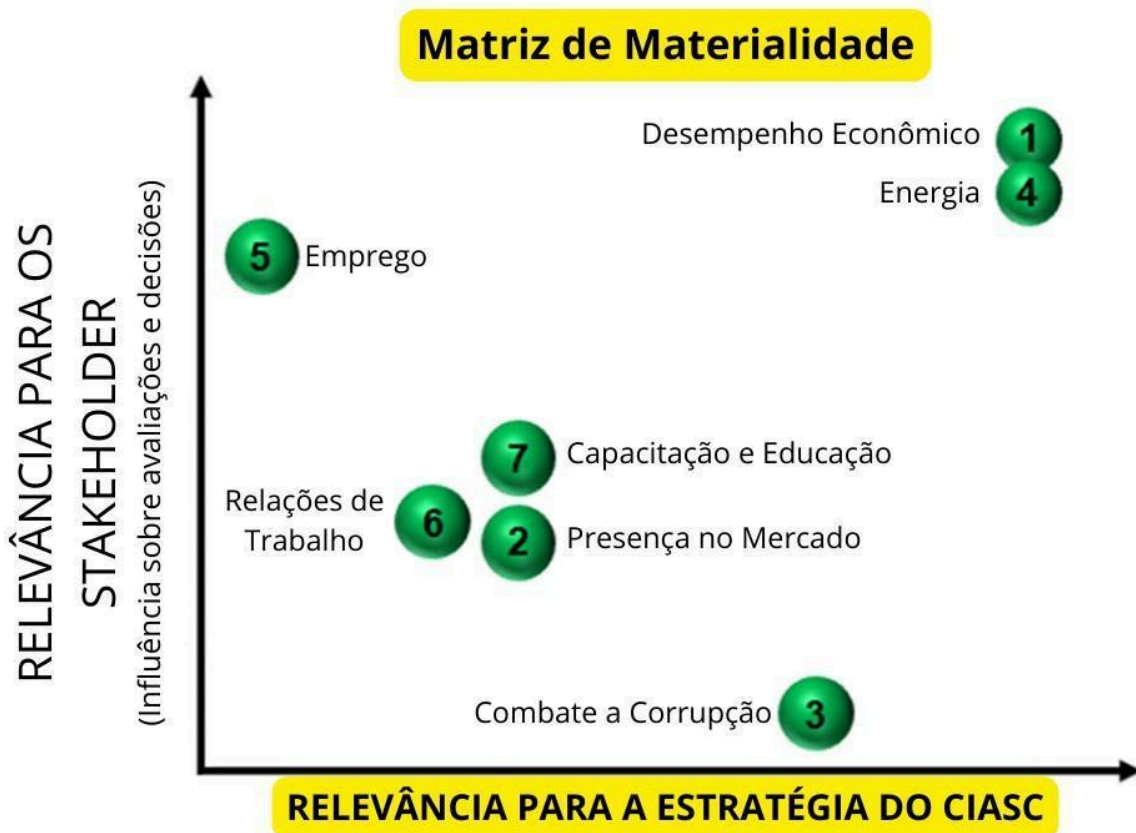 Matriz de Materialidade
RELEVÂNCIA PARA OS
STAKEHOLDER
(Influência sobre avaliações e decisões)
Desempenho Econômico 1
Energia 4
5 Emprego
7 Capacitação e Educação
Relações de
Trabalho
6
2 Presença no Mercado
Combate a Corrupção 3
RELEVÂNCIA PARA A ESTRATÉGIA DO CIASC